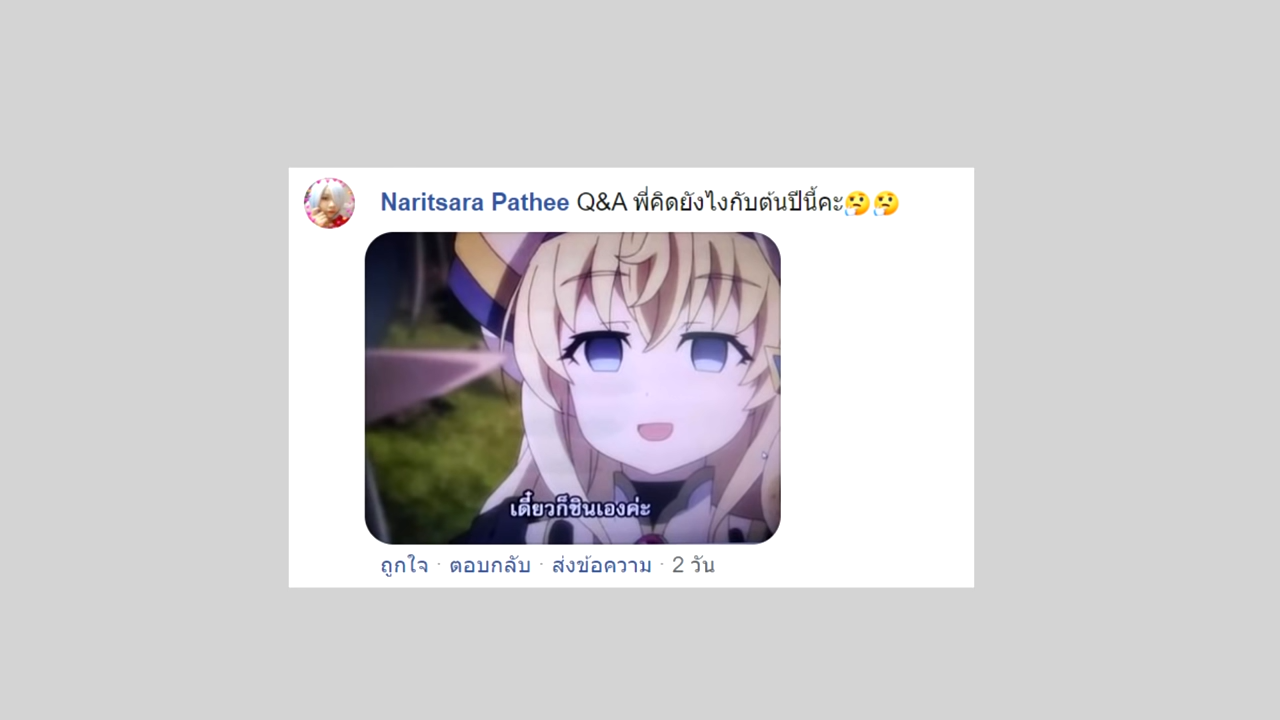 Naritsara Pathee Q&A พี่คิดยังไงกับต้นปีนี้คะ🤔🤔
เดี๋ยวก็ชินเองค่ะ
ถูกใจ · ตอบกลับ · ส่งข้อความ · 2 วัน